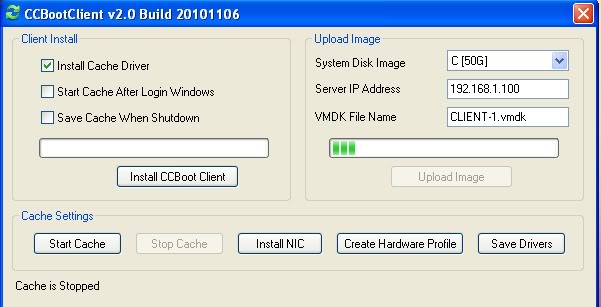 CCBootClient v2.0 Build 20101106
Client Install
Install Cache Driver
Start Cache After Login Windows
Save Cache When Shutdown
Install CCBoot Client
Upload Image
System Disk Image C [50G]
Server IP Address 192.168.1.100
VMDK File Name CLIENT-1.vmdk
Upload Image
Cache Settings
Start Cache Stop Cache Install NIC Create Hardware Profile Save Drivers
Cache is Stopped